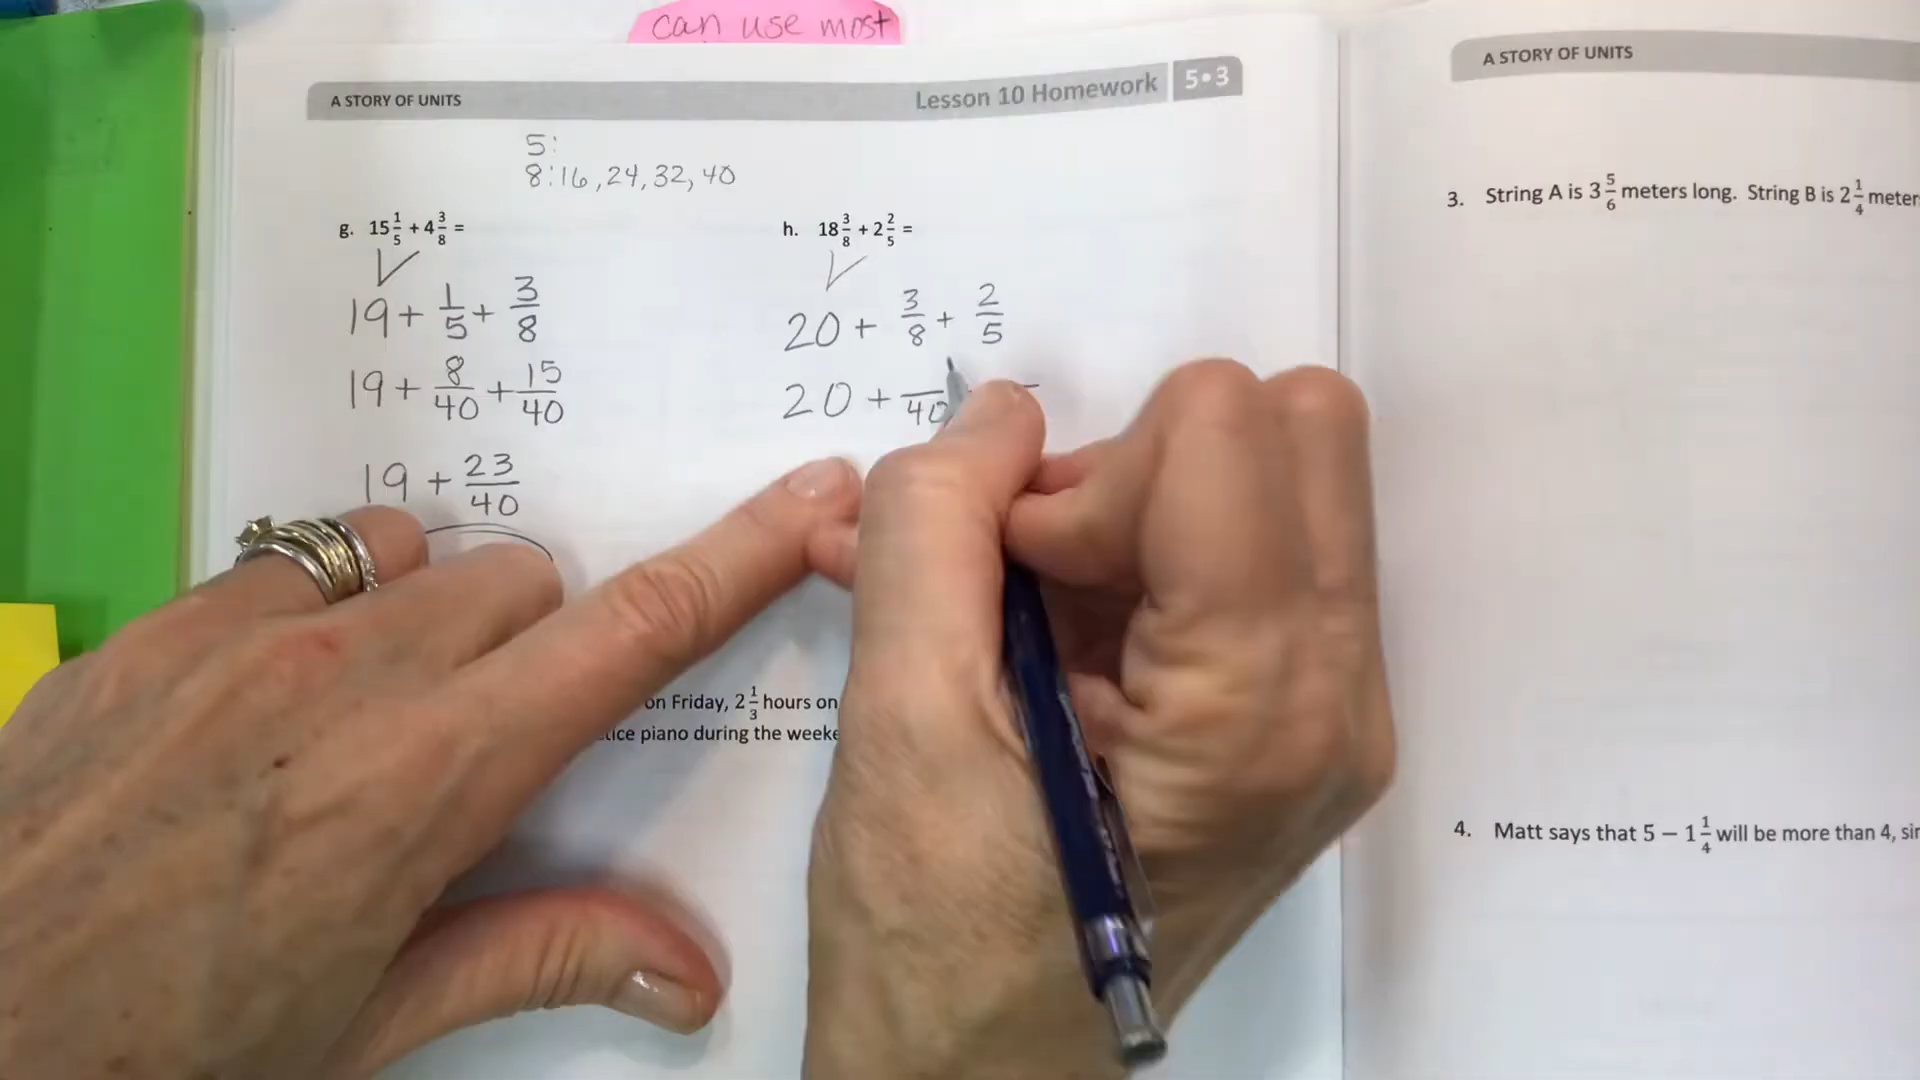 can use most
A STORY OF UNITS
Lesson 10 Homework 5•3
5:
8:16,24,32,40
g. 15 1/5 + 4 3/8 =
19 + 1/5 + 3/8
19 + 8/40 + 15/40
19 + 23/40
h. 18 3/8 + 2 2/5 =
20 + 3/8 + 2/5
20 + /40
on Friday, 2 1/3 hours on
piano during the
A STORY OF UNITS
3. String A is 3 5/6 meters long. String B is 2 1/4 meter
4. Matt says that 5 − 1 1/4 will be more than 4,